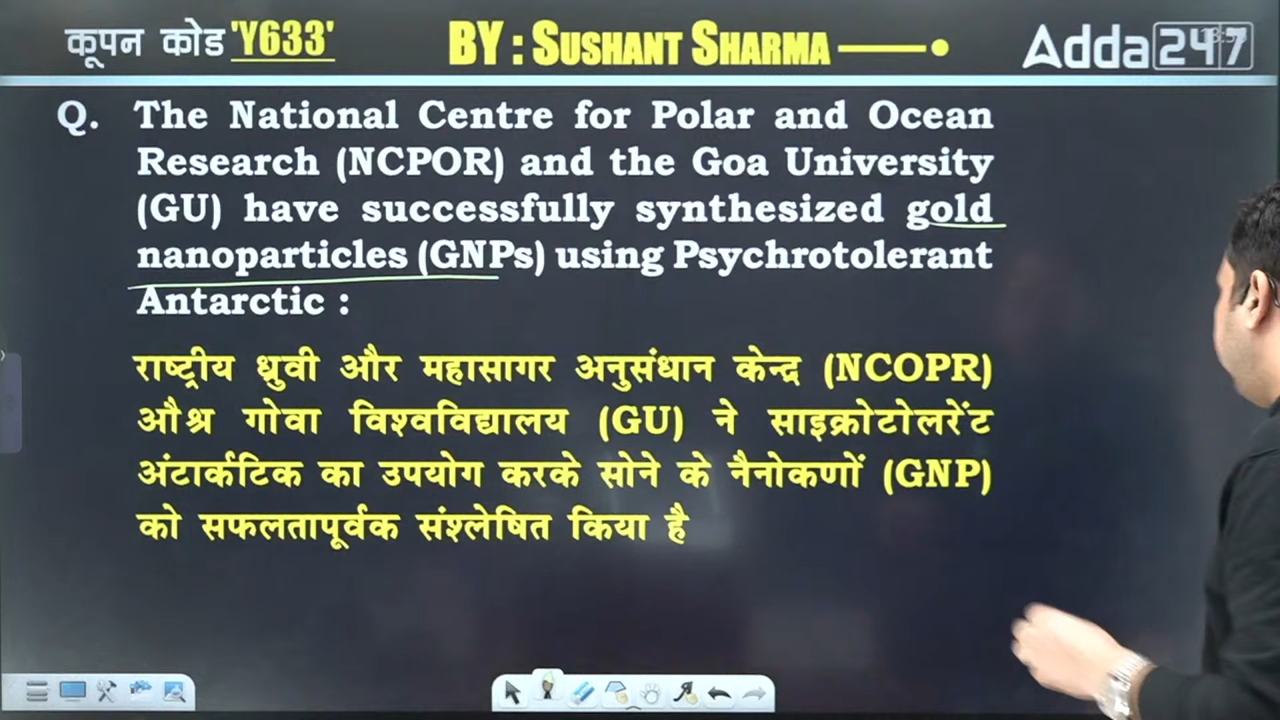 कूपन कोड 'Y633' BY : SUSHANT SHARMA Adda247
Q. The National Centre for Polar and Ocean
Research (NCPOR) and the Goa University
(GU) have successfully synthesized gold
nanoparticles (GNPs) using Psychrotolerant
Antarctic :
राष्ट्रीय ध्रुवी और महासागर अनुसंधान केन्द्र (NCOPR)
औश्र गोवा विश्वविद्यालय (GU) ने साइक्रोटोलरेंट
अंटार्कटिक का उपयोग करके सोने के नैनोकणों (GNP)
को सफलतापूर्वक संश्लेषित किया है